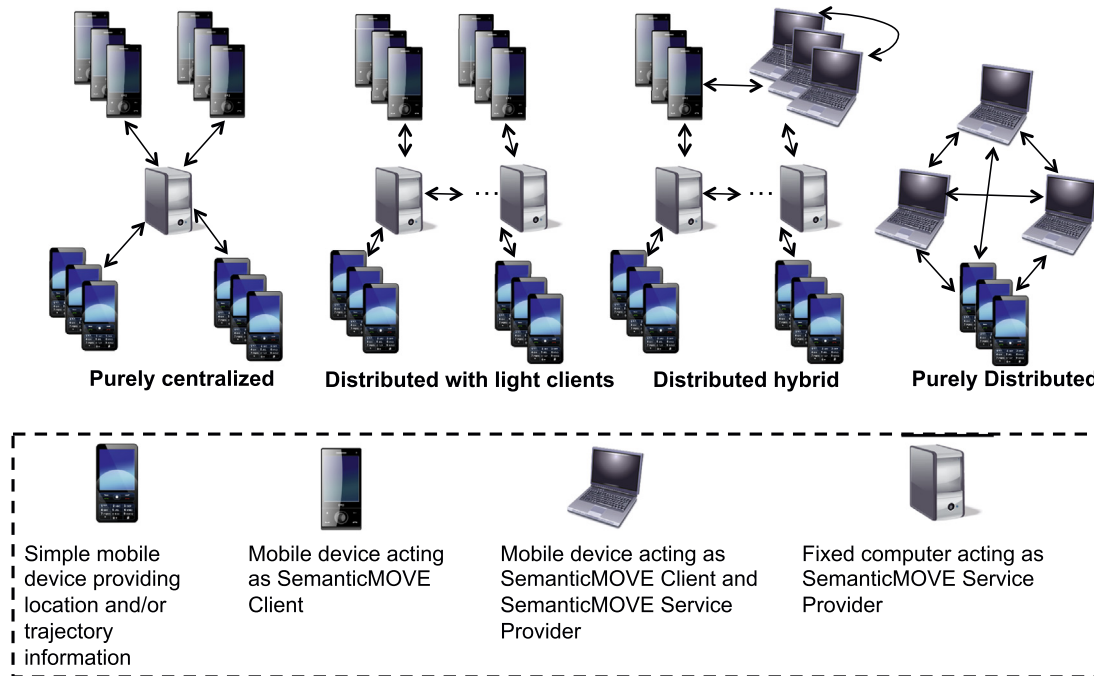 Purely centralized
Distributed with light clients
Distributed hybrid
Purely Distributed
Simple mobile
device providing
location and/or
trajectory
information
Mobile device acting
as SemanticMOVE
Client
Mobile device acting as
SemanticMOVE Client and
SemanticMOVE Service
Provider
Fixed computer acting as
SemanticMOVE Service
Provider